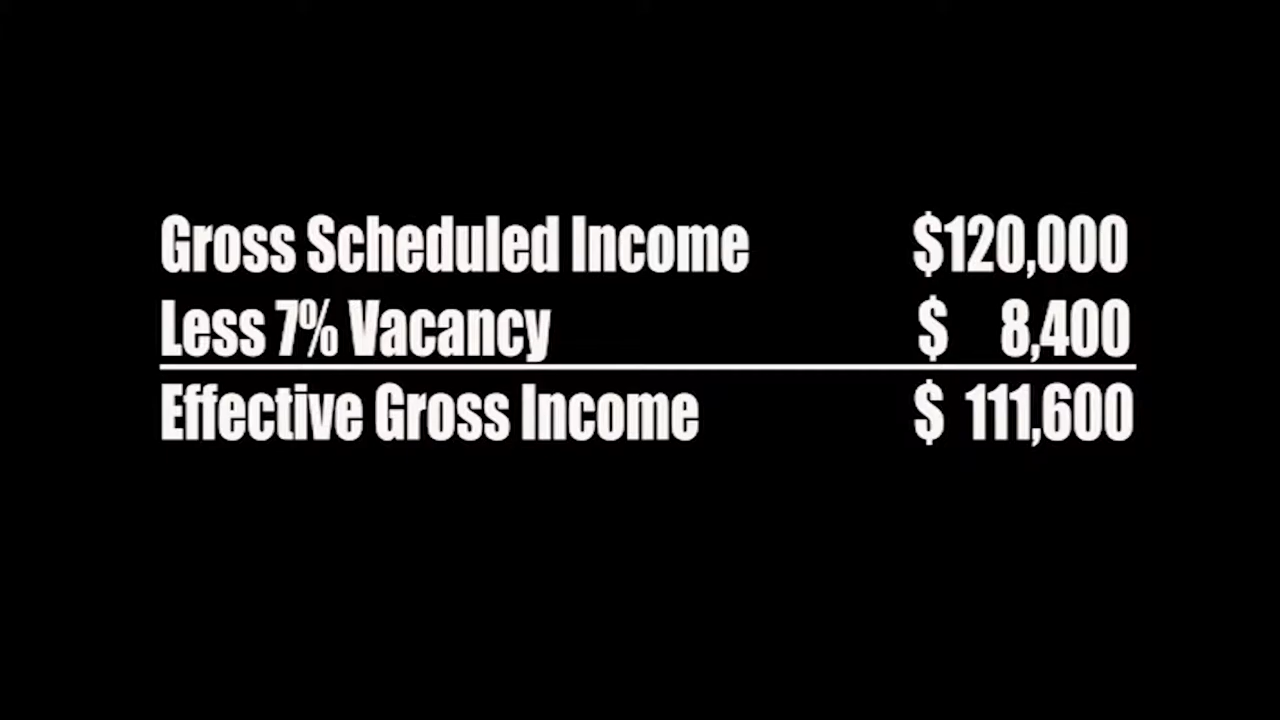 Gross Scheduled Income $120,000
Less 7% Vacancy $ 8,400
Effective Gross Income $ 111,600